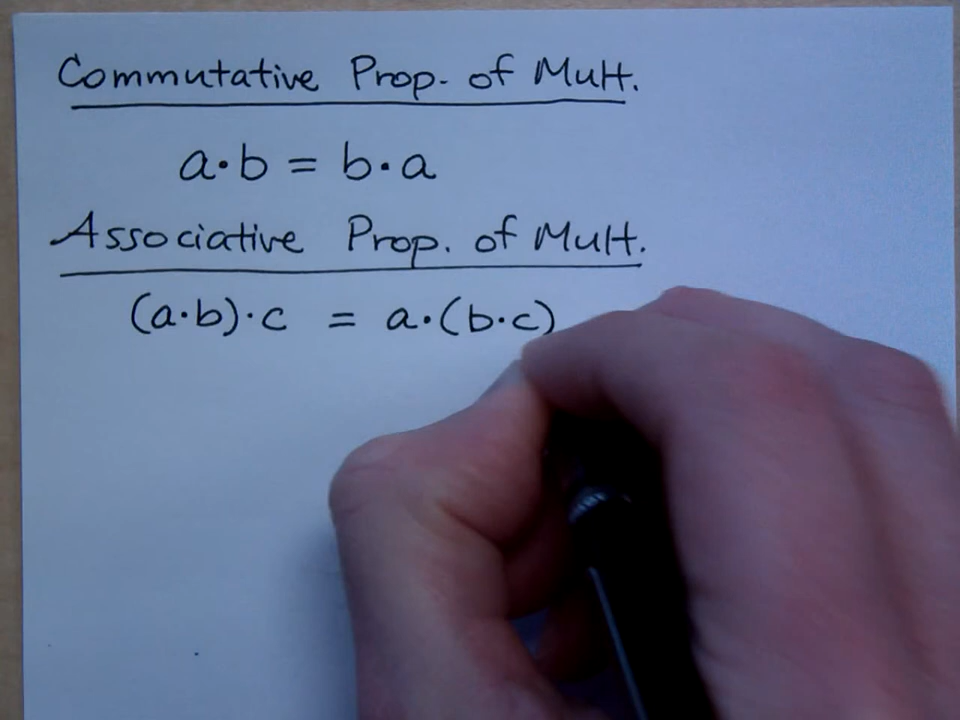 Commutative Prop. of Mult.
a·b = b·a
Associative Prop. of Mult.
(a·b)·c = a·(b·c)